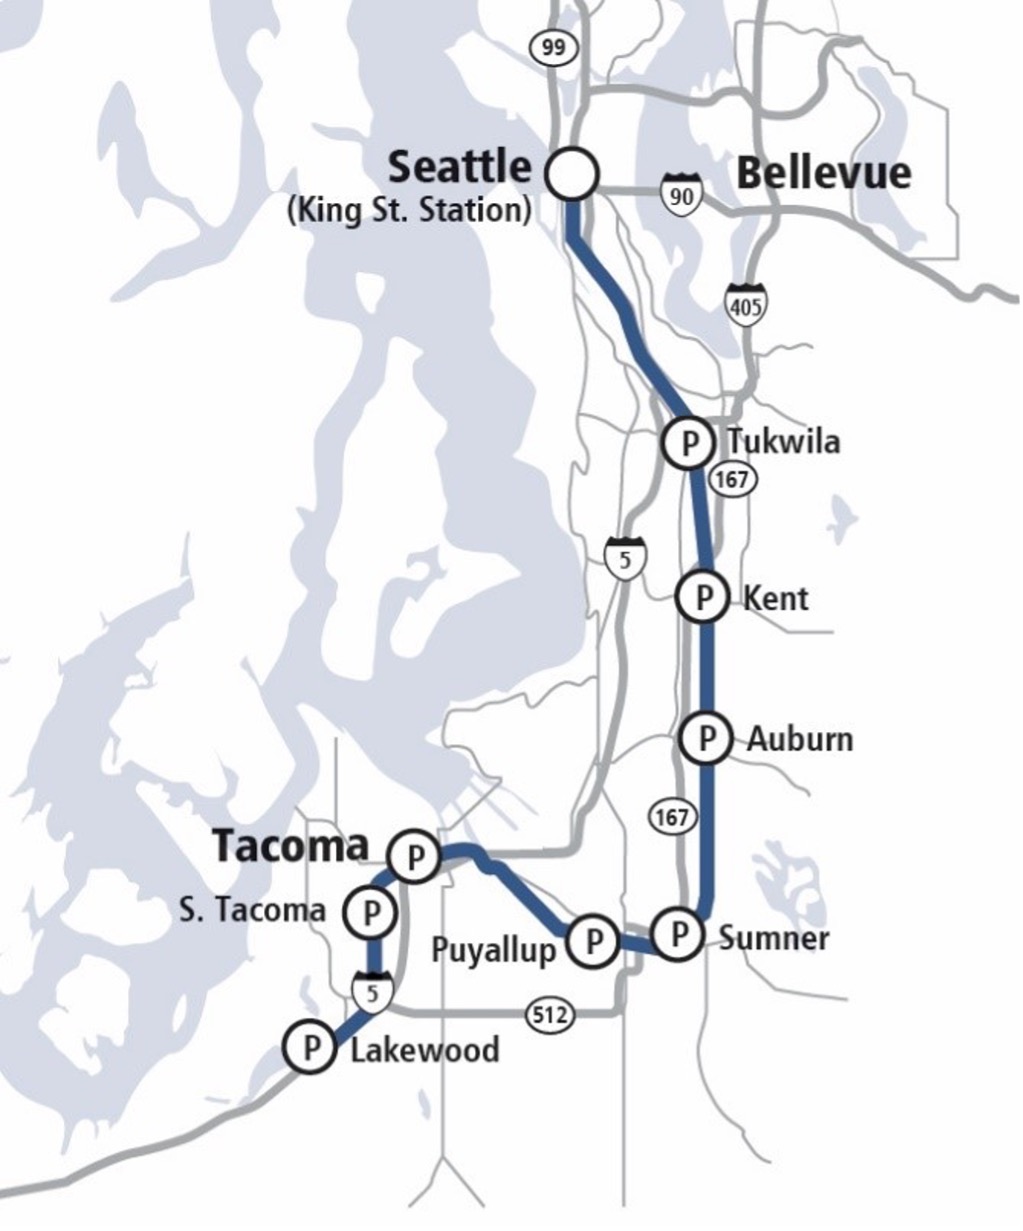 99
Seattle
(King St. Station)
90
Bellevue
405
P Tukwila
167
5
P Kent
P Auburn
167
Tacoma P
S. Tacoma P
Puyallup P
P Sumner
5
512
P Lakewood